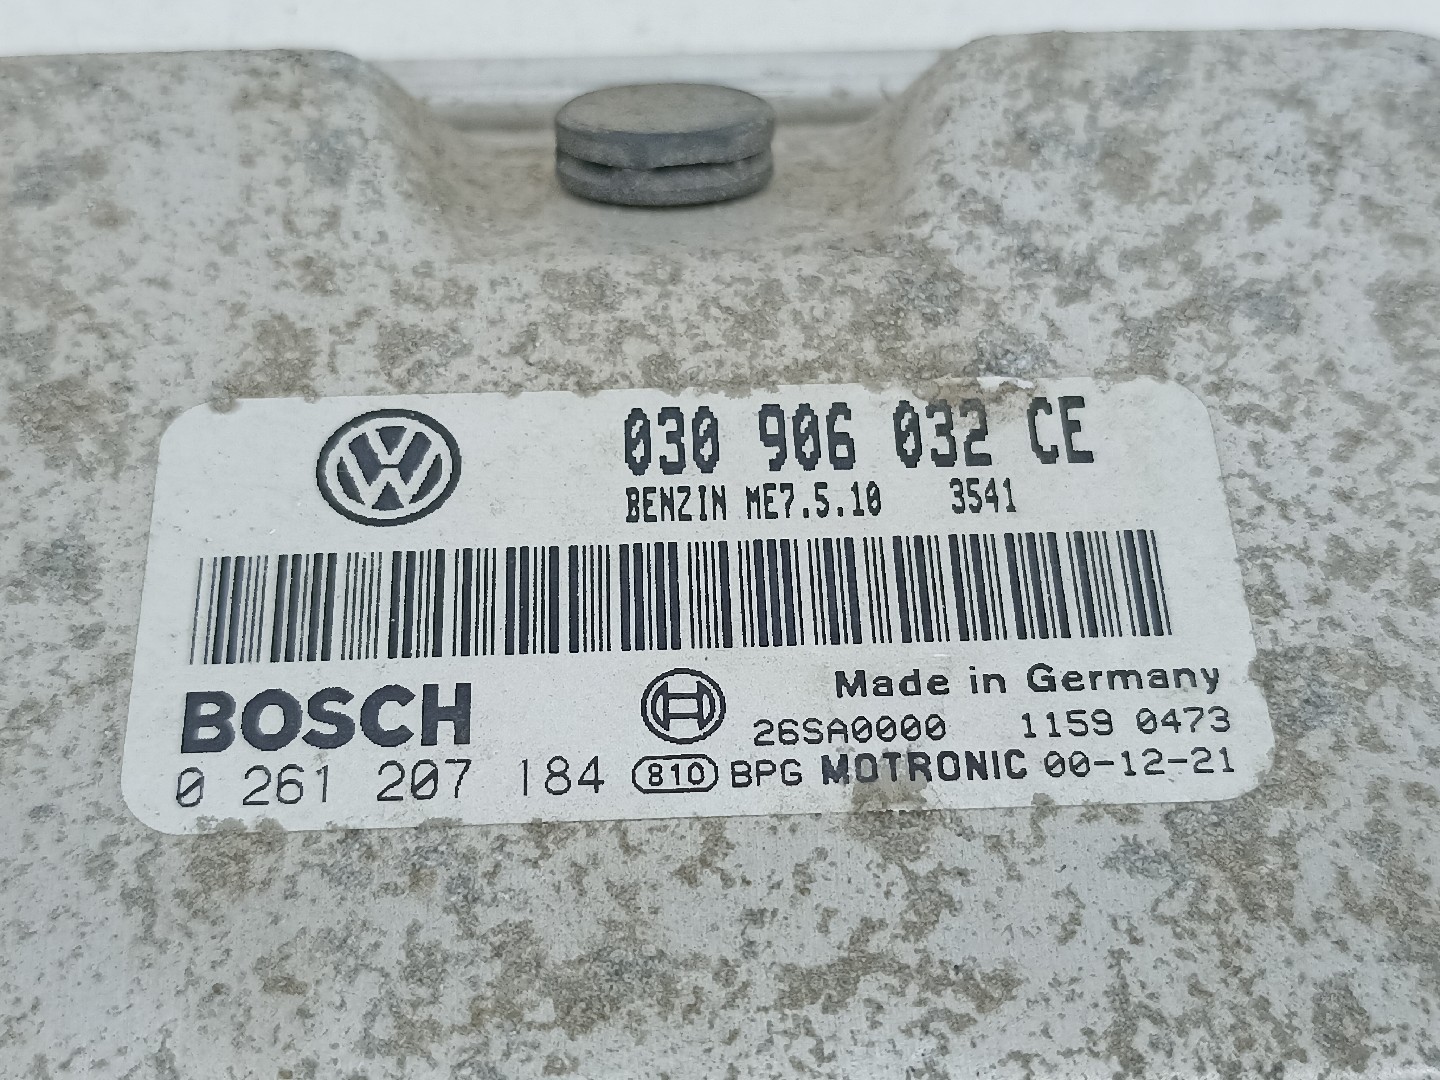 030 906 032 CE
BENZIN ME7.5.10 3541
BOSCH
Made in Germany
26SA0000 1159 0473
0 261 207 184 810 BPG MOTRONIC 00-12-21